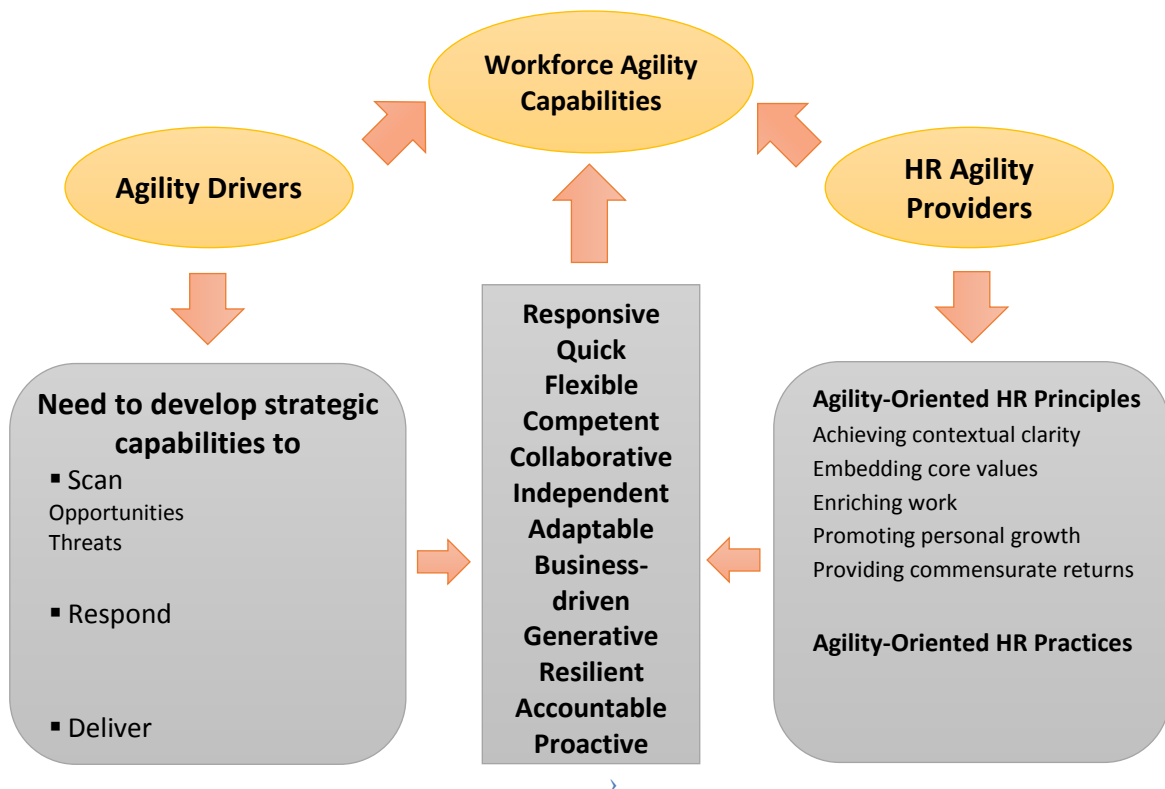 Workforce Agility
Capabilities
Agility Drivers
HR Agility
Providers
Need to develop strategic
capabilities to
▪ Scan
Opportunities
Threats
▪ Respond
▪ Deliver
Responsive
Quick
Flexible
Competent
Collaborative
Independent
Adaptable
Business-
driven
Generative
Resilient
Accountable
Proactive
Agility-Oriented HR Principles
Achieving contextual clarity
Embedding core values
Enriching work
Promoting personal growth
Providing commensurate returns
Agility-Oriented HR Practices